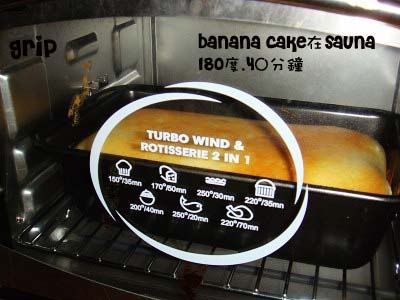 grip
Banana cake在sauna
180度.40分鐘
TURBO WIND &
ROTISSERIE 2 IN 1
150°/35mn
170°/50mn
250°/30mn
220°/35mn
200°/40mn
250°/20mn
220°/70mn